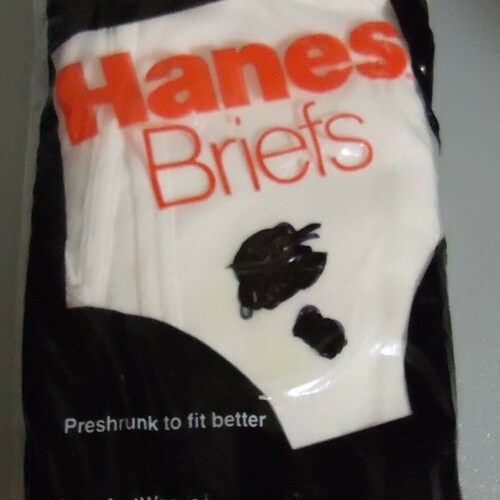 Hanes
Briefs
Preshrunk to fit better